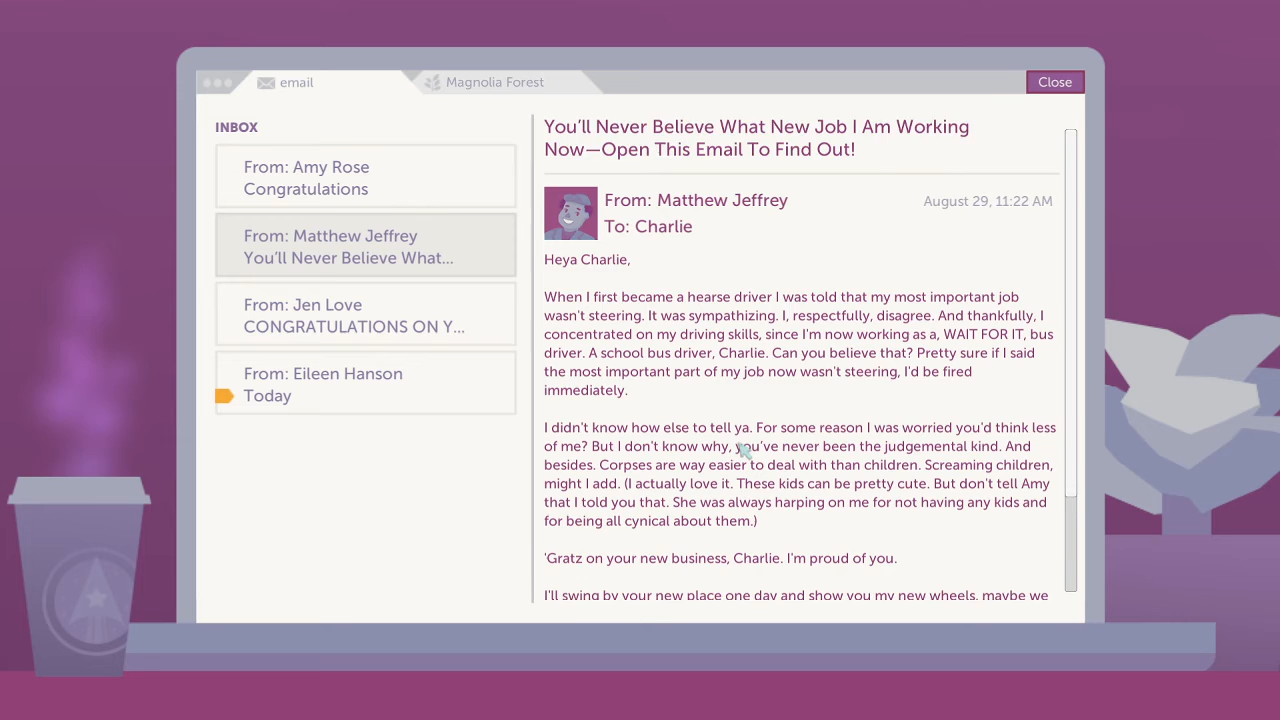 email
Magnolia Forest
Close
INBOX
From: Amy Rose
Congratulations
From: Matthew Jeffrey
You'll Never Believe What...
From: Jen Love
CONGRATULATIONS ON Y...
From: Eileen Hanson
Today
You'll Never Believe What New Job I Am Working
Now—Open This Email To Find Out!
From: Matthew Jeffrey
August 29, 11:22 AM
To: Charlie
Heya Charlie,
When I first became a hearse driver I was told that my most important job
wasn't steering. It was sympathizing. I, respectfully, disagree. And thankfully, I
concentrated on my driving skills, since I'm now working as a, WAIT FOR IT, bus
driver. A school bus driver, Charlie. Can you believe that? Pretty sure if I said
the most important part of my job now wasn't steering, I'd be fired
immediately.
I didn't know how else to tell ya. For some reason I was worried you'd think less
of me? But I don't know why, you've never been the judgemental kind. And
besides. Corpses are way easier to deal with than children. Screaming children,
might I add. (I actually love it. These kids can be pretty cute. But don't tell Amy
that I told you that. She was always harping on me for not having any kids and
for being all cynical about them.)
'Gratz on your new business, Charlie. I'm proud of you.
I'll swing by your new place one day and show you my new wheels, maybe we